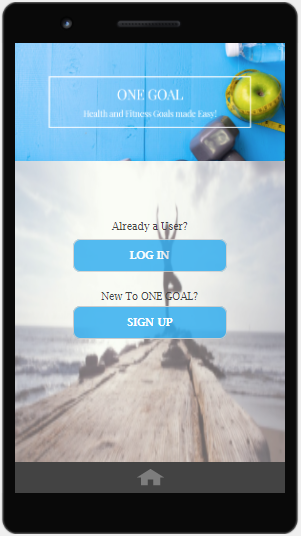 ONE GOAL
Health and Fitness Goals made Easy!
Already a User?
LOG IN
New To ONE GOAL?
SIGN UP